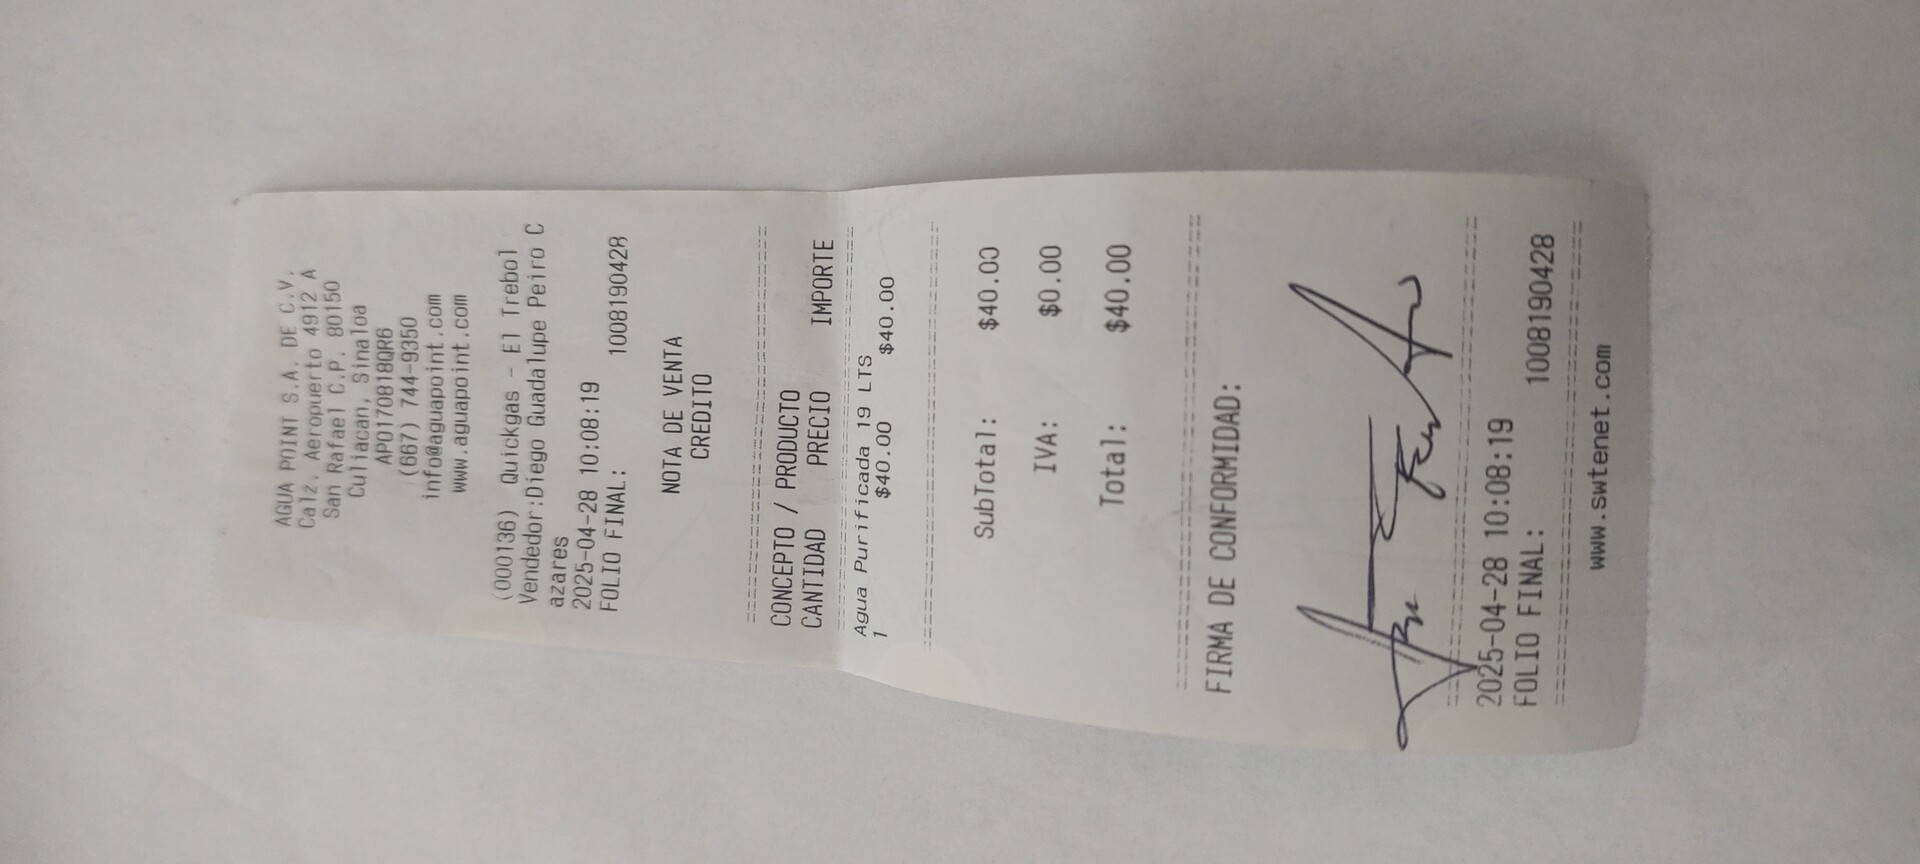 AGUA POINT S.A. DE C.V.
Calz. Aeropuerto 4912 A
San Rafael C.P. 80150
Culiacan, Sinaloa
APO170818QR6
(667) 744-9350
info@aguapoint.com
www.aguapoint.com
(000136) Quickgas - El Trebol
Vendedor:Diego Guadalupe Peiro C
azares
2025-04-28 10:08:19
FOLIO FINAL: 1008190428
NOTA DE VENTA
CREDITO
CONCEPTO / PRODUCTO
CANTIDAD PRECIO IMPORTE
Agua Purificada 19 LTS
1 $40.00 $40.00
SubTotal: $40.00
IVA: $0.00
Total: $40.00
FIRMA DE CONFORMIDAD:
2025-04-28 10:08:19
FOLIO FINAL: 1008190428
www.swtenet.com